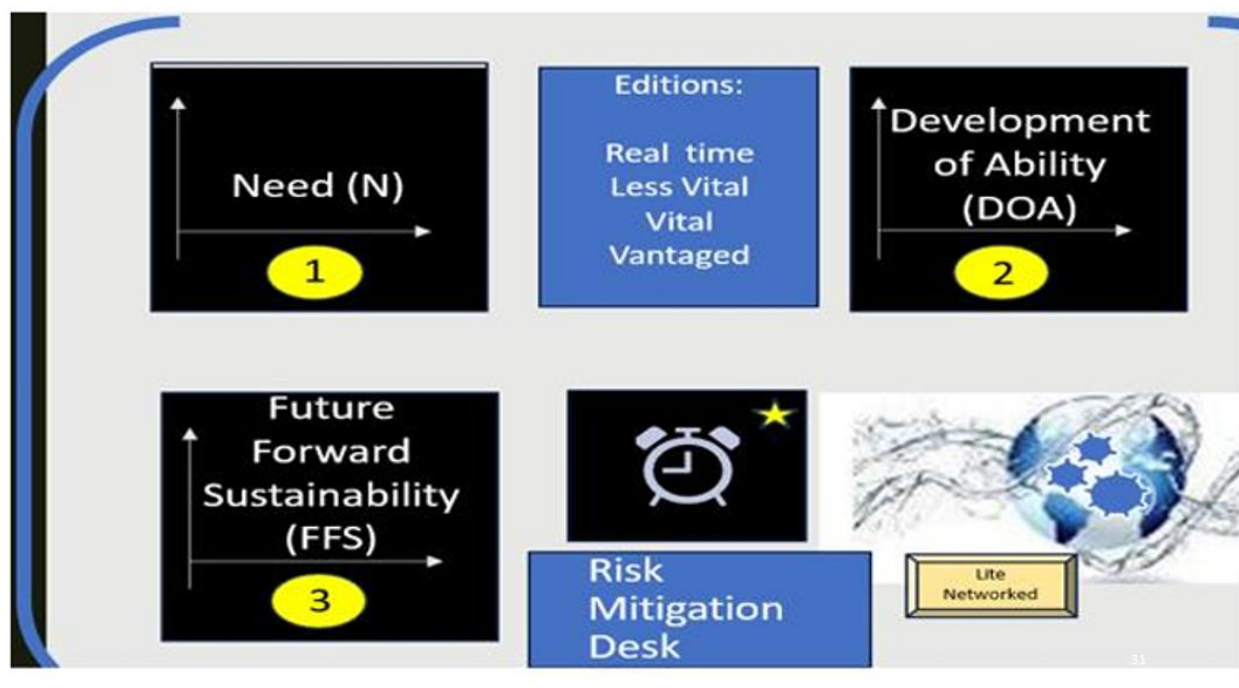 Need (N)
1
Editions:
Real time
Less Vital
Vital
Vantaged
Development
of Ability
(DOA)
2
Future
Forward
Sustainability
(FFS)
3
Risk
Mitigation
Desk
Lite
Networked
31